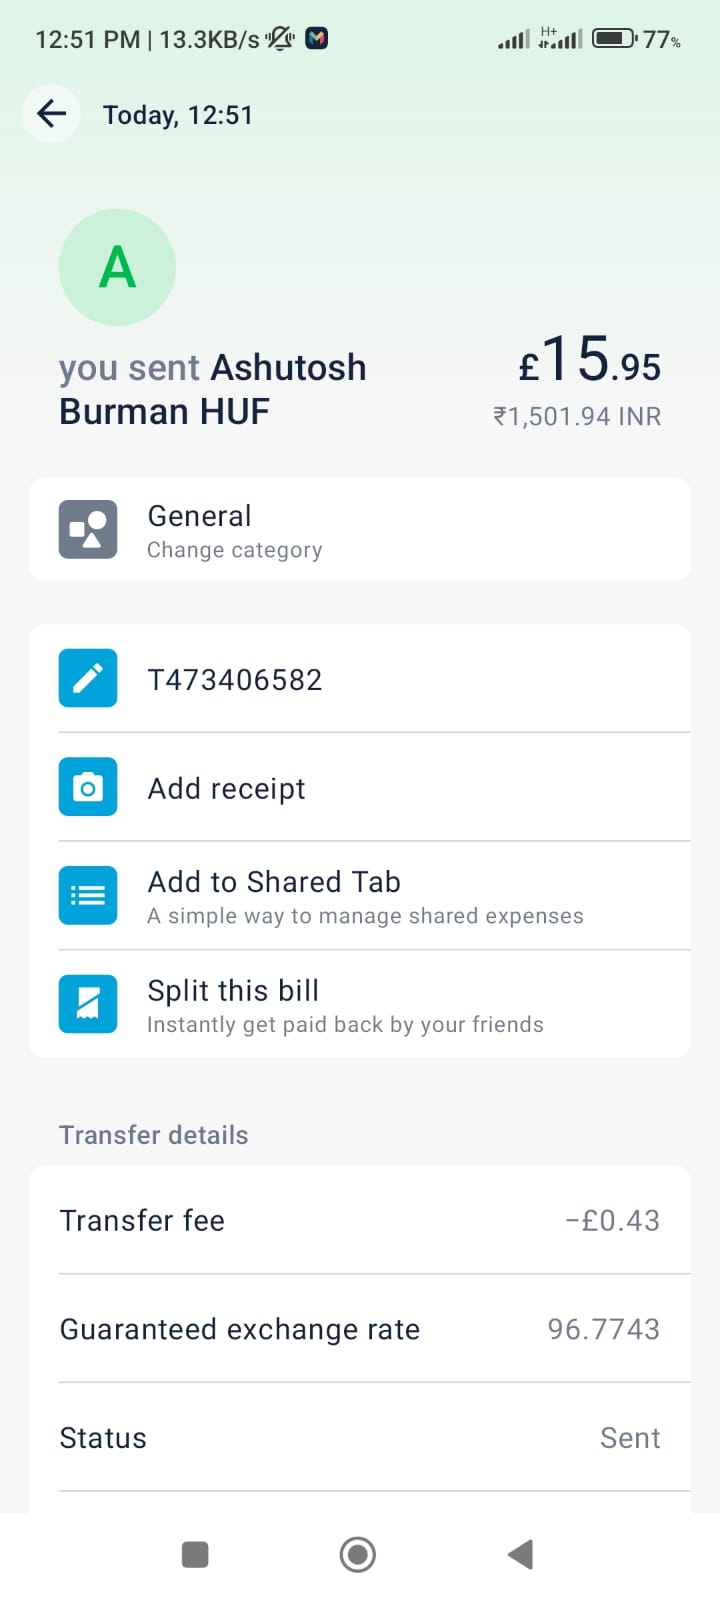 12:51 PM | 13.3KB/s H+ 77%
Today, 12:51
A
you sent Ashutosh
Burman HUF
£15.95
₹1,501.94 INR
General
Change category
T473406582
Add receipt
Add to Shared Tab
A simple way to manage shared expenses
Split this bill
Instantly get paid back by your friends
Transfer details
Transfer fee -£0.43
Guaranteed exchange rate 96.7743
Status Sent